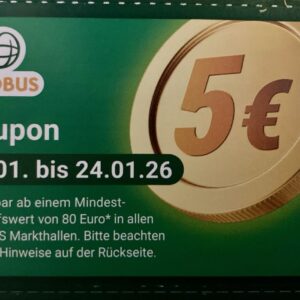 OBUS
5€
upon
01. bis 24.01.26
bar ab einem Mindest-
fswert von 80 Euro* in allen
S Markthallen. Bitte beachten
Hinweise auf der Rückseite.